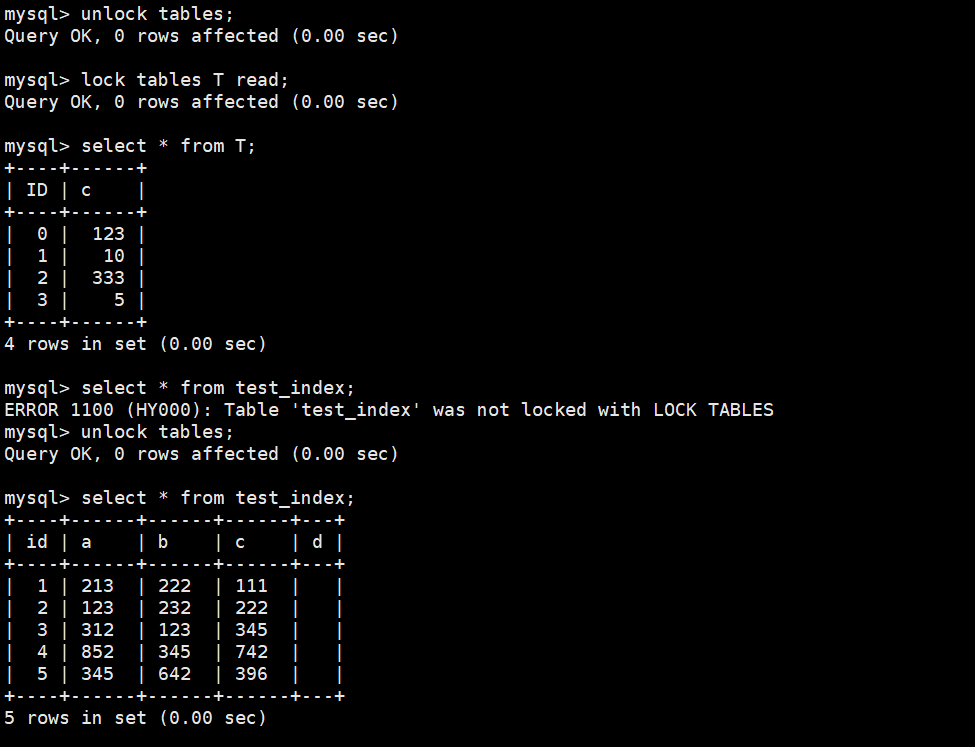 mysql> unlock tables;
Query OK, 0 rows affected (0.00 sec)

mysql> lock tables T read;
Query OK, 0 rows affected (0.00 sec)

mysql> select * from T;
+----+------+
| ID | c    |
+----+------+
|  0 |  123 |
|  1 |   10 |
|  2 |  333 |
|  3 |    5 |
+----+------+
4 rows in set (0.00 sec)

mysql> select * from test_index;
ERROR 1100 (HY000): Table 'test_index' was not locked with LOCK TABLES
mysql> unlock tables;
Query OK, 0 rows affected (0.00 sec)

mysql> select * from test_index;
+----+------+------+------+---+
| id | a    | b    | c    | d |
+----+------+------+------+---+
|  1 | 213  | 222  | 111  |   |
|  2 | 123  | 232  | 222  |   |
|  3 | 312  | 123  | 345  |   |
|  4 | 852  | 345  | 742  |   |
|  5 | 345  | 642  | 396  |   |
+----+------+------+------+---+
5 rows in set (0.00 sec)